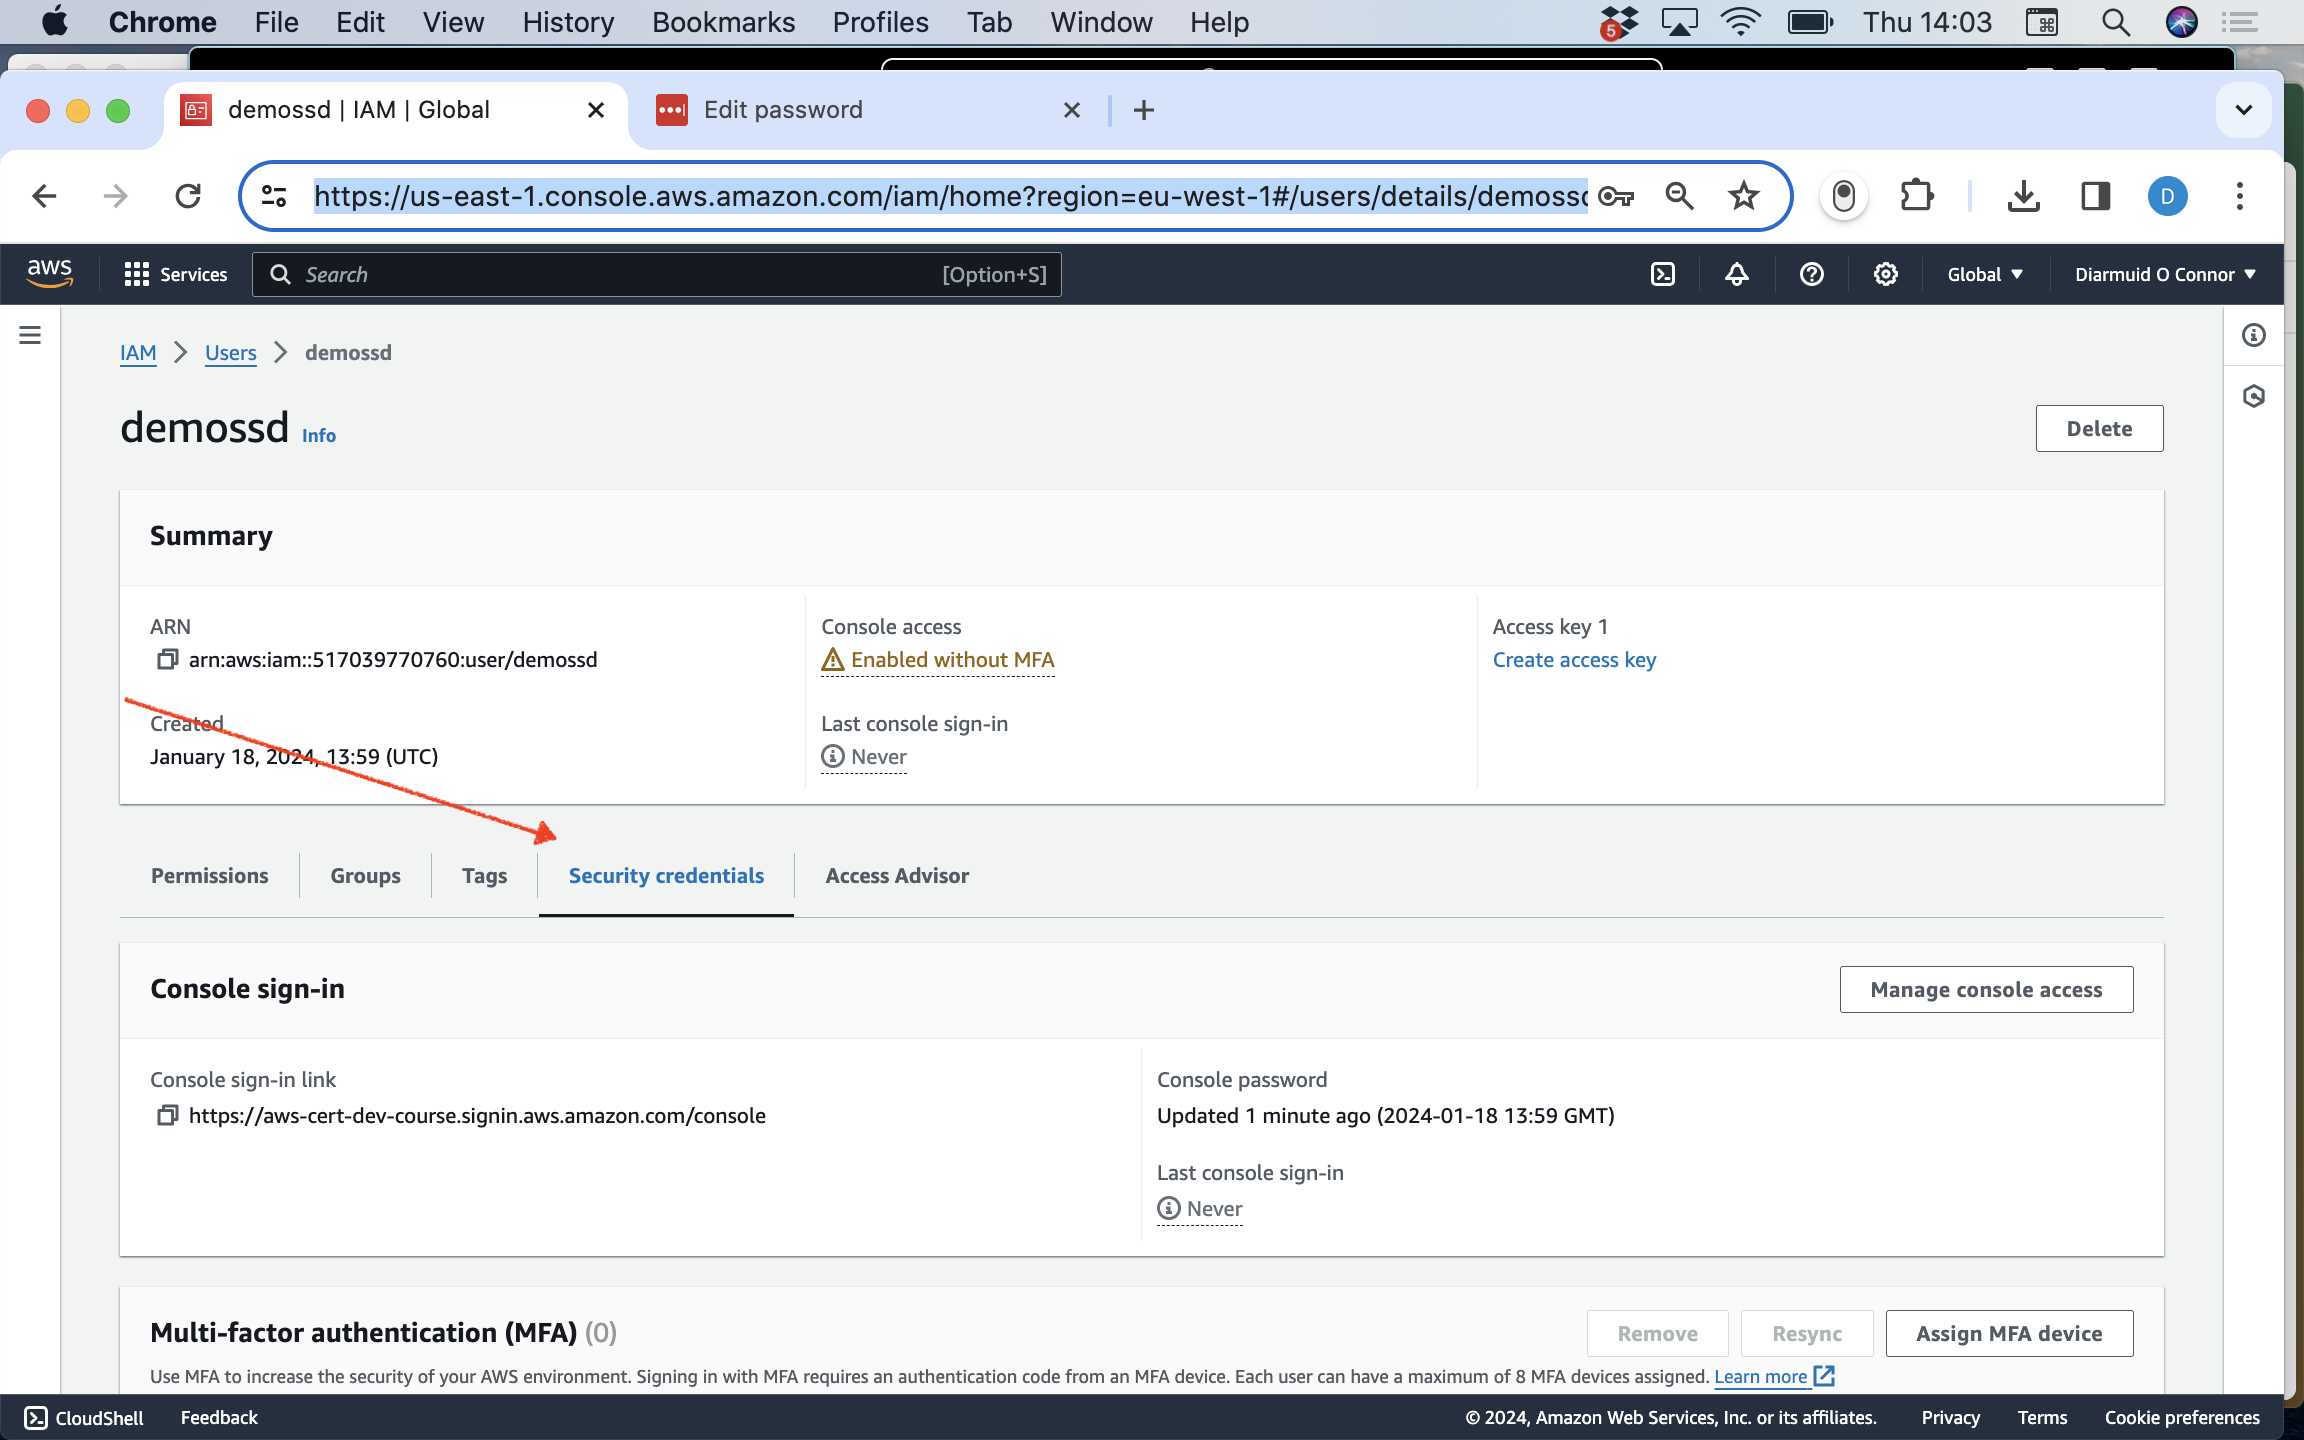 Chrome File Edit View History Bookmarks Profiles Tab Window Help 5 Thu 14:03
demossd | IAM | Global
Edit password
https://us-east-1.console.aws.amazon.com/iam/home?region=eu-west-1#/users/details/demossd
D
aws Services Search [Option+S] Global Diarmuid O Connor
IAM Users demossd
demossd Info
Delete
Summary
ARN
arn:aws:iam::517039770760:user/demossd
Created
January 18, 2024, 13:59 (UTC)
Console access
Enabled without MFA
Last console sign-in
Never
Access key 1
Create access key
Permissions Groups Tags Security credentials Access Advisor
Console sign-in
Manage console access
Console sign-in link
https://aws-cert-dev-course.signin.aws.amazon.com/console
Console password
Updated 1 minute ago (2024-01-18 13:59 GMT)
Last console sign-in
Never
Multi-factor authentication (MFA) (0)
Remove Resync Assign MFA device
Use MFA to increase the security of your AWS environment. Signing in with MFA requires an authentication code from an MFA device. Each user can have a maximum of 8 MFA devices assigned. Learn more
CloudShell Feedback © 2024, Amazon Web Services, Inc. or its affiliates. Privacy Terms Cookie preferences